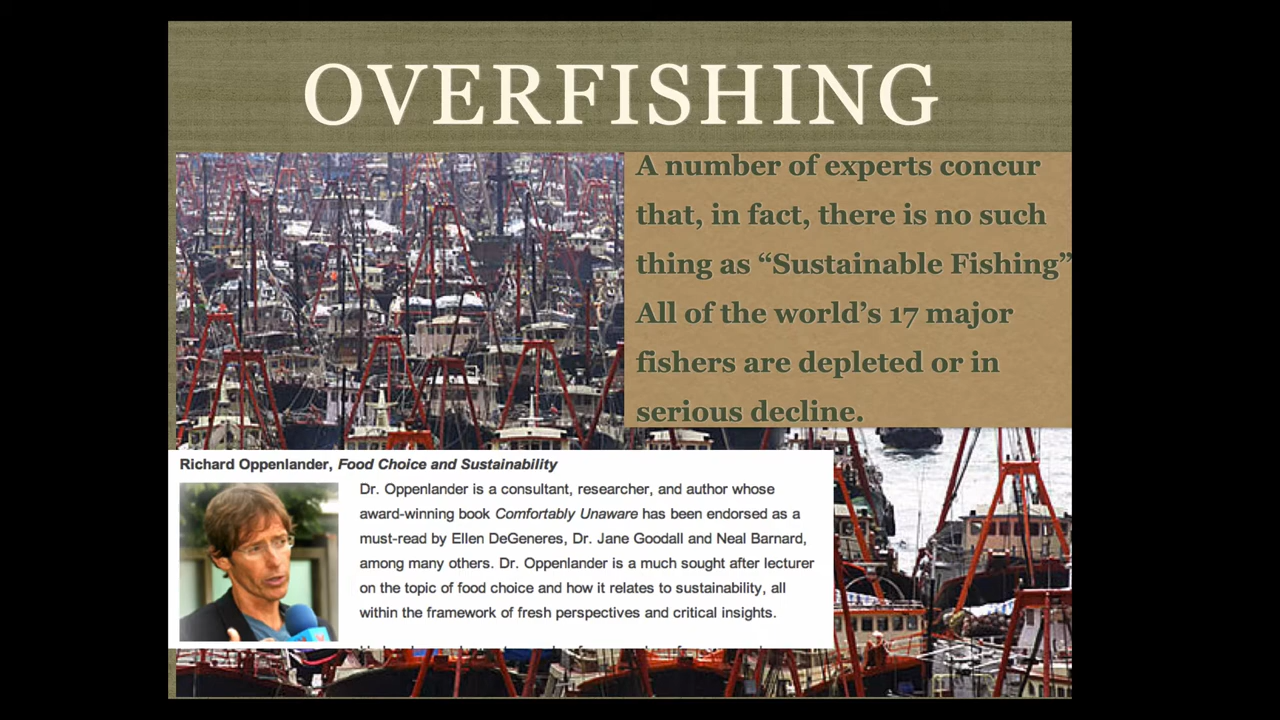 OVERFISHING
A number of experts concur
that, in fact, there is no such
thing as “Sustainable Fishing”
All of the world’s 17 major
fishers are depleted or in
serious decline.
Richard Oppenlander, Food Choice and Sustainability
Dr. Oppenlander is a consultant, researcher, and author whose
award-winning book Comfortably Unaware has been endorsed as a
must-read by Ellen DeGeneres, Dr. Jane Goodall and Neal Barnard,
among many others. Dr. Oppenlander is a much sought after lecturer
on the topic of food choice and how it relates to sustainability, all
within the framework of fresh perspectives and critical insights.